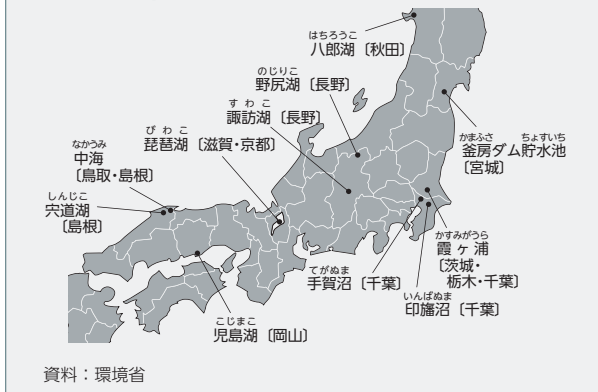 はちろうこ
八郎湖〔秋田〕
のじりこ
野尻湖〔長野〕
すわこ
諏訪湖〔長野〕
びわこ
琵琶湖〔滋賀・京都〕
なかうみ
中海
〔鳥取・島根〕
しんじこ
宍道湖
〔島根〕
かまふさ ちょすいち
釜房ダム貯水池
〔宮城〕
かすみがうら
霞ヶ浦
〔茨城・
栃木・千葉〕
てがぬま
手賀沼〔千葉〕
いんばぬま
印旛沼〔千葉〕
こじまこ
児島湖〔岡山〕
資料：環境省